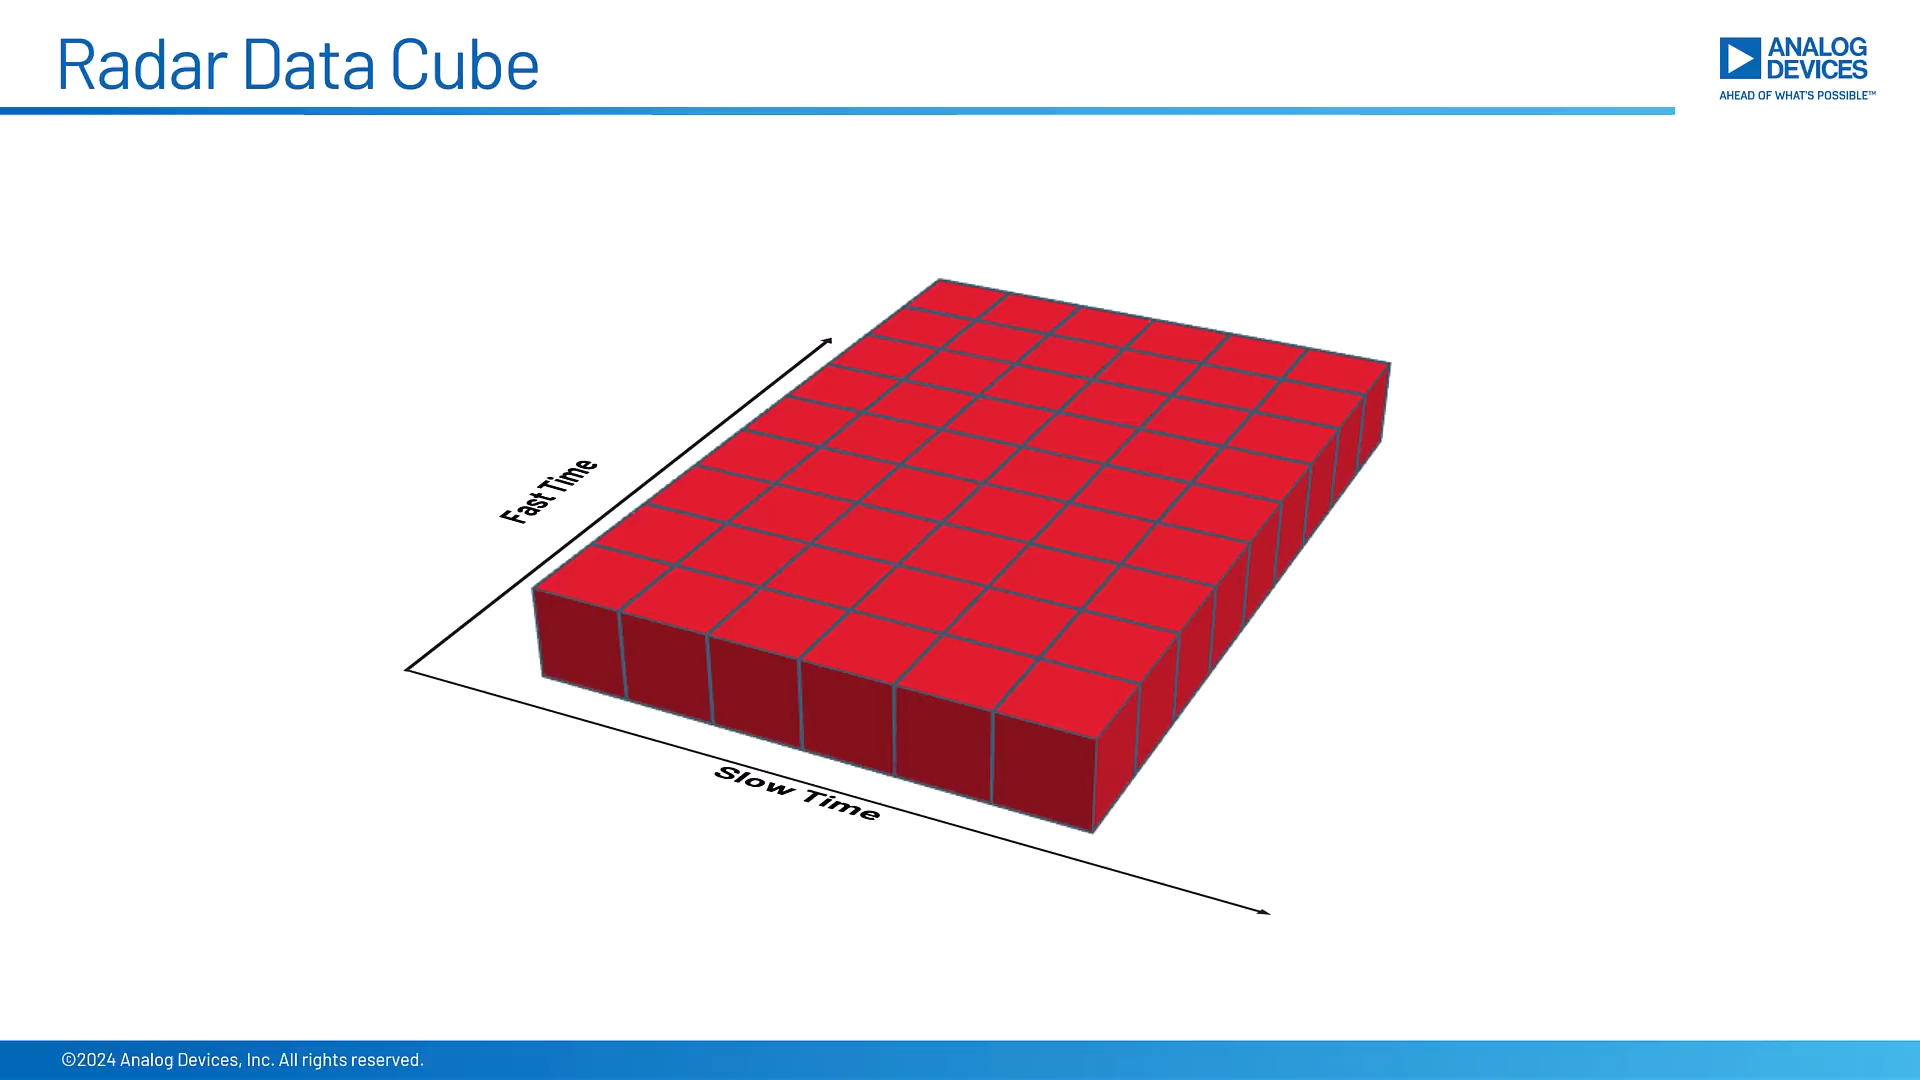 Radar Data Cube
ANALOG
DEVICES
AHEAD OF WHAT'S POSSIBLE™
Fast Time
Slow Time
©2024 Analog Devices, Inc. All rights reserved.